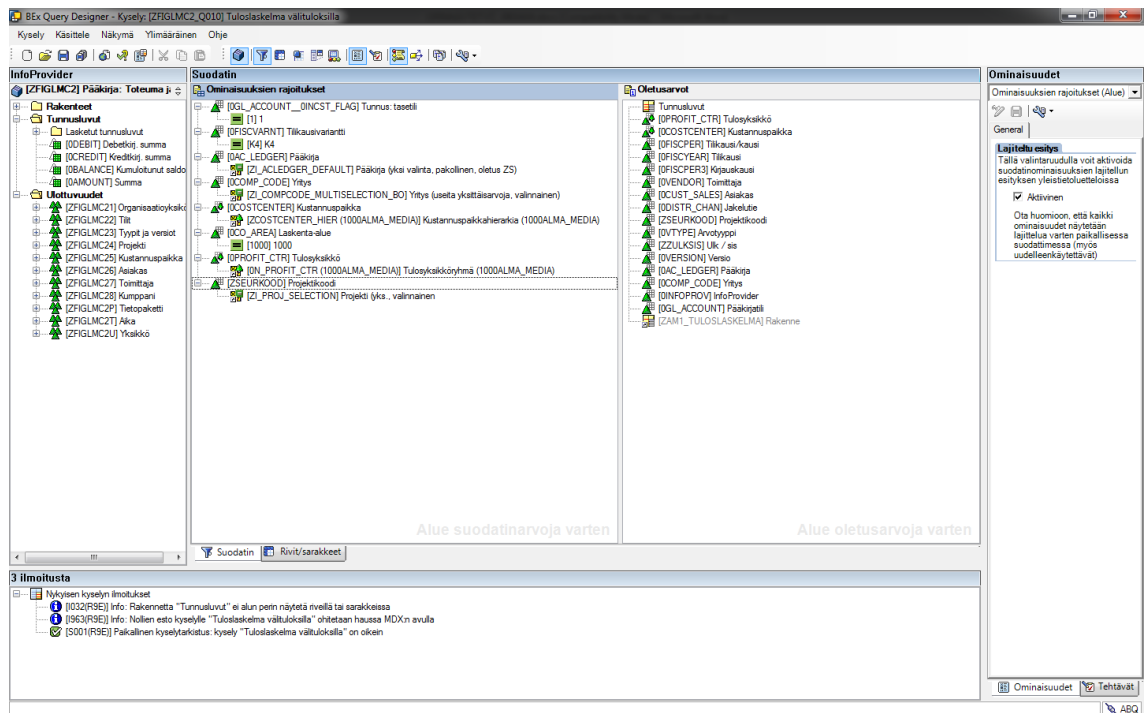 BEx Query Designer - Kysely: [ZFIGLMC2_Q010] Tuloslaskelma välituloksilla
Kysely Käsittele Näkymä Ylimääräinen Ohje
InfoProvider
[ZFIGLMC2] Pääkirja: Toteuma ja
Rakenteet
Tunnusluvut
Lasketut tunnusluvut
[0DEBIT] Debetkirj. summa
[0CREDIT] Kreditkirj. summa
[0BALANCE] Kumuloitunut saldo
[0AMOUNT] Summa
Ulottuvuudet
[ZFIGLMC21] Organisaatioyksikö
[ZFIGLMC22] Tilit
[ZFIGLMC23] Tyypit ja versiot
[ZFIGLMC24] Projekti
[ZFIGLMC25] Kustannuspaikka
[ZFIGLMC26] Asiakas
[ZFIGLMC27] Toimittaja
[ZFIGLMC28] Kumppani
[ZFIGLMC2P] Tietopaketti
[ZFIGLMC2T] Aika
[ZFIGLMC2U] Yksikkö
Suodatin
Ominaisuuksien rajoitukset
[0GL_ACCOUNT__0INCST_FLAG] Tunnus: tasetili
[1] 1
[0FISCVARNT] Tilikausivariantti
[K4] K4
[0AC_LEDGER] Pääkirja
[ZI_ACLEDGER_DEFAULT] Pääkirja (yksi valinta, pakollinen, oletus ZS)
[0COMP_CODE] Yritys
[ZI_COMPCODE_MULTISELECTION_BO] Yritys (useita yksittäisarvoja, valinnainen)
[0COSTCENTER] Kustannuspaikka
[ZCOSTCENTER_HIER (1000ALMA_MEDIA)] Kustannuspaikkahierarkia (1000ALMA_MEDIA)
[0CO_AREA] Laskenta-alue
[1000] 1000
[0PROFIT_CTR] Tulosyksikkö
[0N_PROFIT_CTR (1000ALMA_MEDIA)] Tulosyksikköryhmä (1000ALMA_MEDIA)
[ZSEURKOOD] Projektikoodi
[ZI_PROJ_SELECTION] Projekti (yks., valinnainen
Alue suodatinarvoja varten
Oletusarvot
Tunnusluvut
[0PROFIT_CTR] Tulosyksikkö
[0COSTCENTER] Kustannuspaikka
[0FISCPER] Tilikausi/kausi
[0FISCYEAR] Tilikausi
[0FISCPER3] Kirjauskausi
[0VENDOR] Toimittaja
[0CUST_SALES] Asiakas
[0DISTR_CHAN] Jakelutie
[ZSEURKOOD] Projektikoodi
[0VTYPE] Arvotyyppi
[ZZULKSIS] Ulk / sis
[0VERSION] Versio
[0AC_LEDGER] Pääkirja
[0COMP_CODE] Yritys
[0INFOPROV] InfoProvider
[0GL_ACCOUNT] Pääkirjatili
[ZAM1_TULOSLASKELMA] Rakenne
Alue oletusarvoja varten
Suodatin Rivit/sarakkeet
Ominaisuudet
Ominaisuuksien rajoitukset (Alue)
General
Lajiteltu esitys
Tällä valintaruudulla voit aktivoida
suodatinominaisuuksien lajitellun
esityksen yleistietoluetteloissa
Aktiivinen
Ota huomioon, että kaikki
ominaisuudet näytetään
lajittelua varten paikallisessa
suodattimessa (myös
uudelleenkäytettävät)
Ominaisuudet Tehtävät
3 ilmoitusta
Nykyisen kyselyn ilmoitukset
[I032(R9E)] Info: Rakennetta "Tunnusluvut" ei alun perin näytetä riveillä tai sarakkeissa
[I963(R9E)] Info: Nollien esto kyselylle "Tuloslaskelma välituloksilla" ohitetaan haussa MDX:n avulla
[S001(R9E)] Paikallinen kyselytarkistus: kysely "Tuloslaskelma välituloksilla" on oikein
ABQ